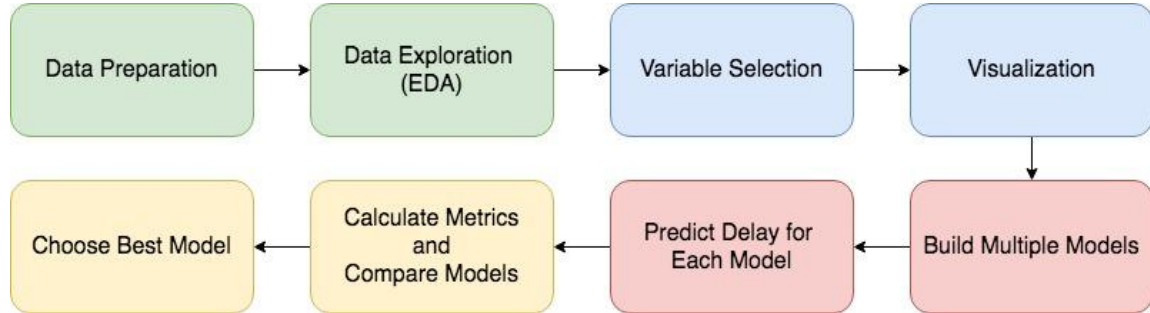 Data Preparation
Data Exploration
(EDA)
Variable Selection
Visualization
Build Multiple Models
Predict Delay for
Each Model
Calculate Metrics
and
Compare Models
Choose Best Model